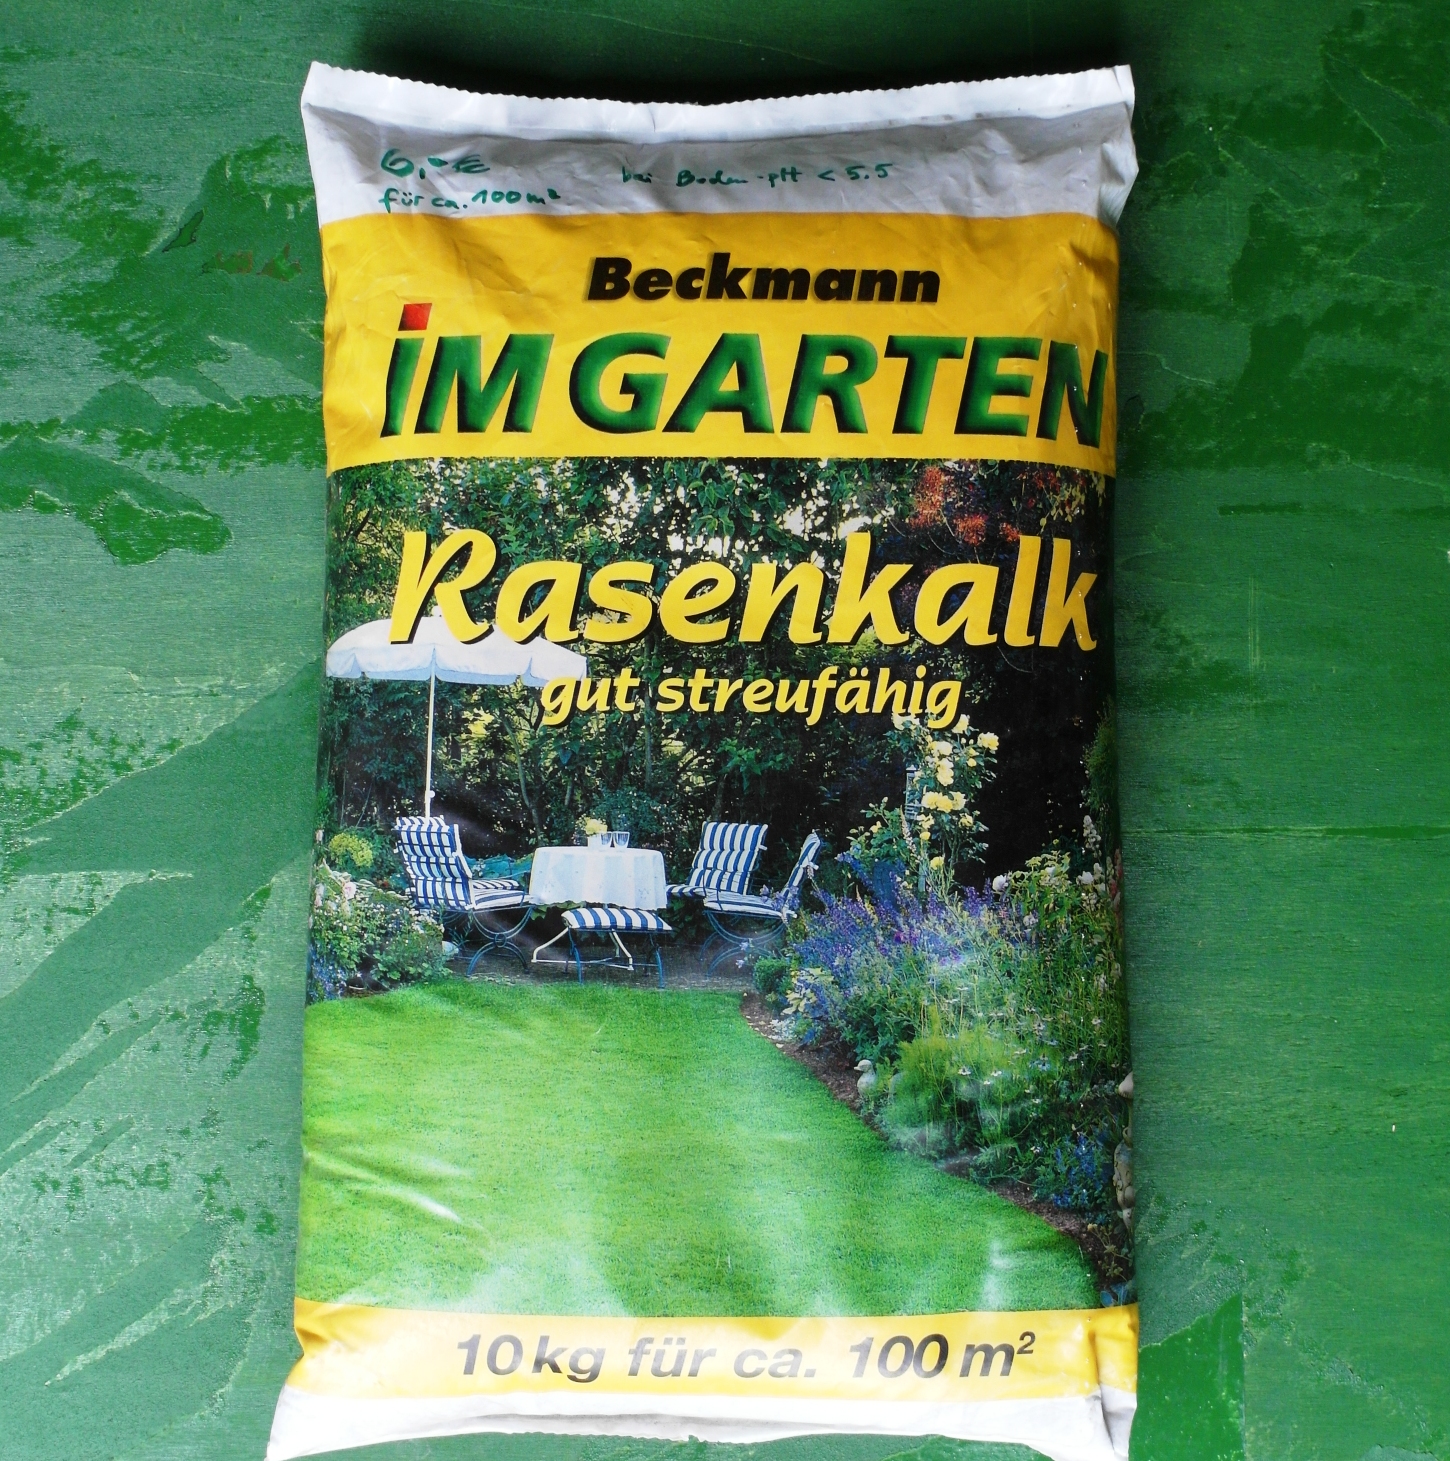 6,-€
bei Boden-pH < 5.5
für ca. 100 m²
Beckmann
iM GARTEN
Rasenkalk
gut streufähig
10 kg für ca. 100 m²